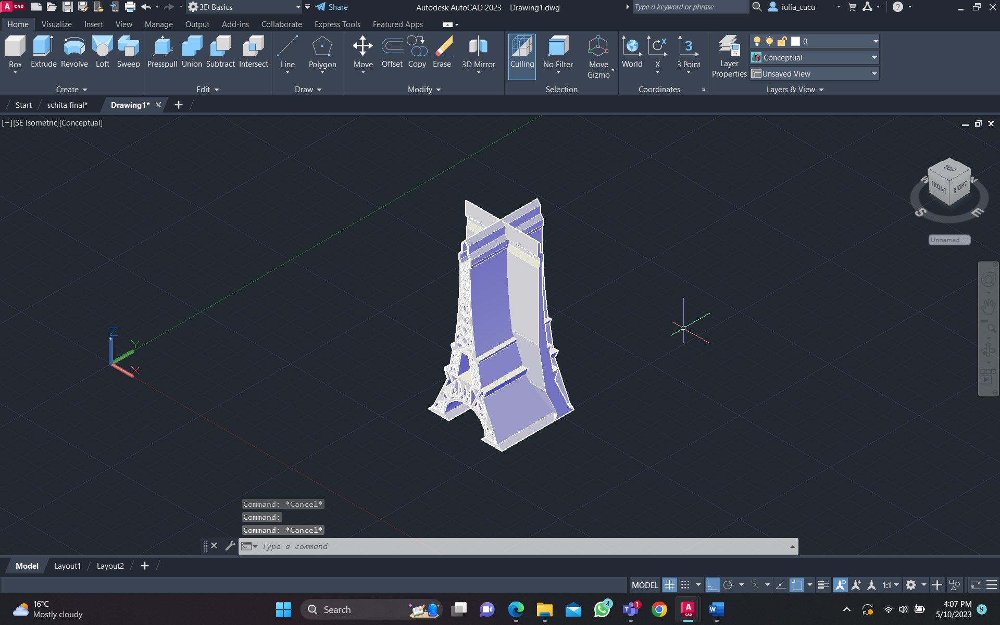 A CAD
3D Basics
Share
Autodesk AutoCAD 2023 Drawing1.dwg
Type a keyword or phrase
iulia_cucu
Home Visualize Insert View Manage Output Add-ins Collaborate Express Tools Featured Apps
Box Extrude Revolve Loft Sweep Presspull Union Subtract Intersect Line Polygon Move Offset Copy Erase 3D Mirror Culling No Filter Move Gizmo World X 3 Point Layer Properties
0
Conceptual
Unsaved View
Create Edit Draw Modify Selection Coordinates Layers & View
Start schita final* Drawing1*
[−][SE Isometric][Conceptual]
TOP
FRONT RIGHT
W N
S E
Unnamed
Z
Y
X
Command: *Cancel*
Command:
Command: *Cancel*
Type a command
Model Layout1 Layout2
MODEL 1:1
16°C
Mostly cloudy
Search
4
1
A CAD
4:07 PM
5/10/2023
9